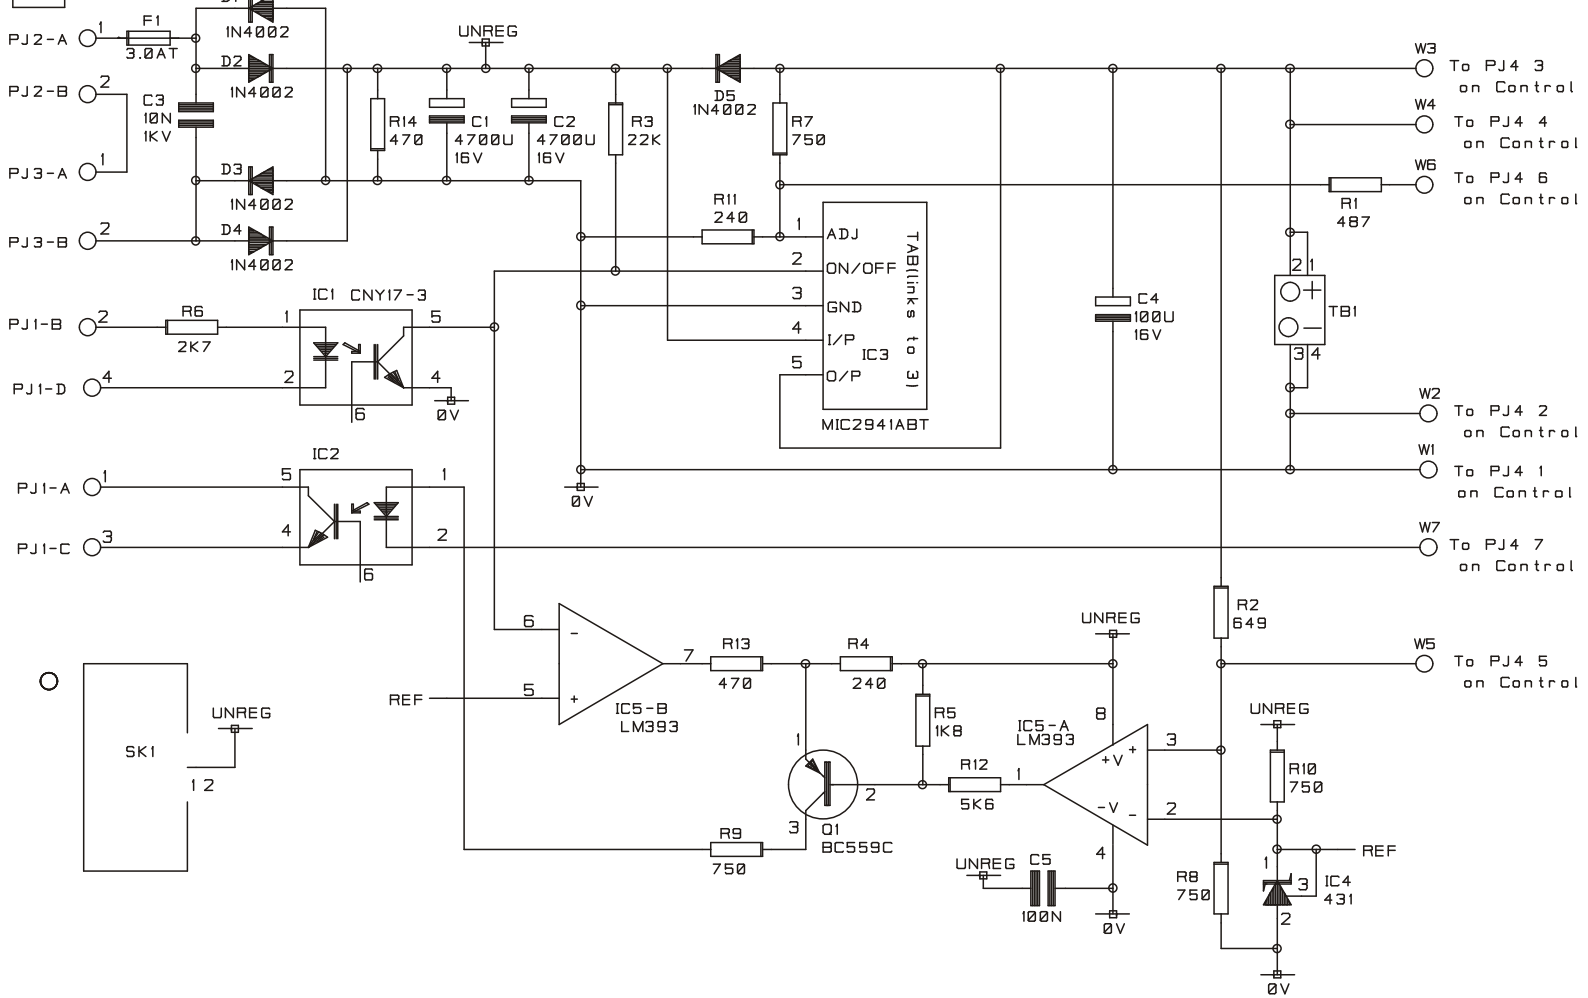 1N4002
PJ2-A
1
F1
3.0AT
D2
1N4002
UNREG
D5
1N4002
W3
To PJ4 3
on Control
PJ2-B
2
C3
10N
1KV
R14
470
C1
4700U
16V
C2
4700U
16V
R3
22K
R7
750
W4
To PJ4 4
on Control
PJ3-A
1
D3
1N4002
W6
To PJ4 6
on Control
R1
487
R11
240
PJ3-B
2
D4
1N4002
1
ADJ
2
ON/OFF
3
GND
4
I/P
5
O/P
IC3
TAB(links to 3)
MIC2941ABT
C4
100U
16V
2
1
+
−
TB1
3
4
IC1 CNY17-3
PJ1-B
2
R6
2K7
1
5
PJ1-D
4
2
4
6
0V
W2
To PJ4 2
on Control
W1
To PJ4 1
on Control
0V
IC2
PJ1-A
1
5
1
PJ1-C
3
4
2
6
W7
To PJ4 7
on Control
R2
649
W5
To PJ4 5
on Control
6
-
7
5
+
REF
IC5-B
LM393
R13
470
R4
240
UNREG
R5
1K8
8
IC5-A
LM393
+V
+
3
-V
-
2
1
4
R12
5K6
SK1
1 2
UNREG
1
2
3
Q1
BC559C
R9
750
UNREG
C5
100N
0V
UNREG
R10
750
REF
1
3
IC4
431
2
R8
750
0V